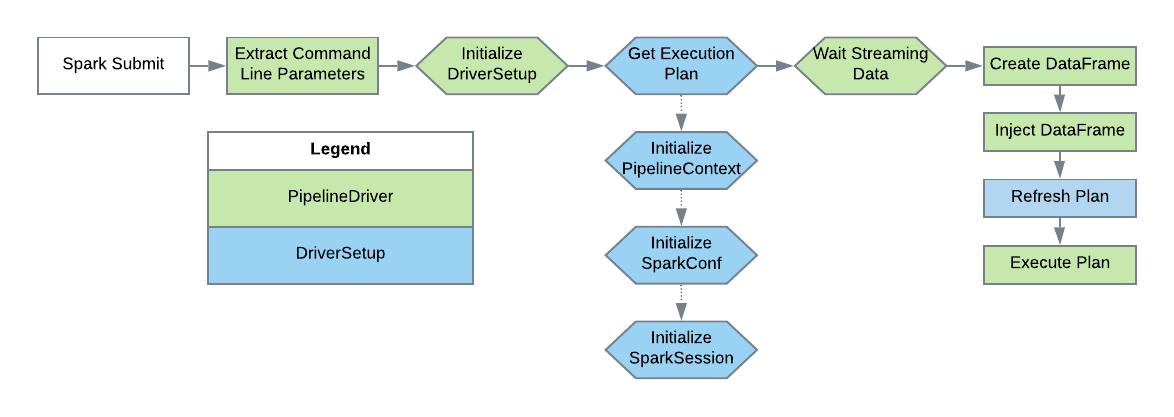 Spark Submit
Extract Command
Line Parameters
Initialize
DriverSetup
Get Execution
Plan
Wait Streaming
Data
Create DataFrame
Inject DataFrame
Refresh Plan
Execute Plan
Initialize
PipelineContext
Initialize
SparkConf
Initialize
SparkSession
Legend
PipelineDriver
DriverSetup